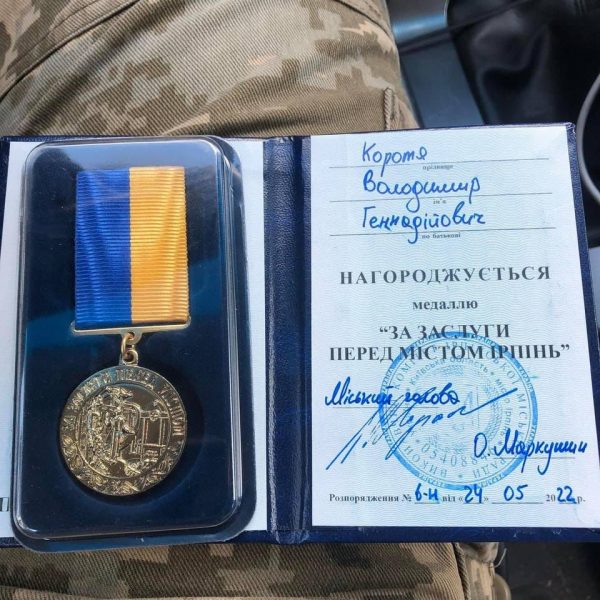 Коротя
прізвище
Володимир
ім'я
Геннадійович
по батькові
НАГОРОДЖУЄТЬСЯ
медаллю
“ЗА ЗАСЛУГИ
ПЕРЕД МІСТОМ ІРПІНЬ”
Міський голова
О. Маркушин
Розпорядження № 6-н від «24» 05 2022 р.